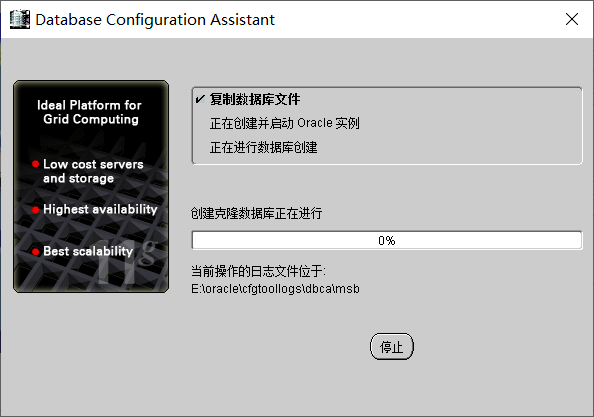 Database Configuration Assistant
Ideal Platform for
Grid Computing
Low cost servers
and storage
Highest availability
Best scalability
11g
复制数据库文件
正在创建并启动 Oracle 实例
正在进行数据库创建
创建克隆数据库正在进行
0%
当前操作的日志文件位于:
E:\oracle\cfgtoollogs\dbca\msb
停止